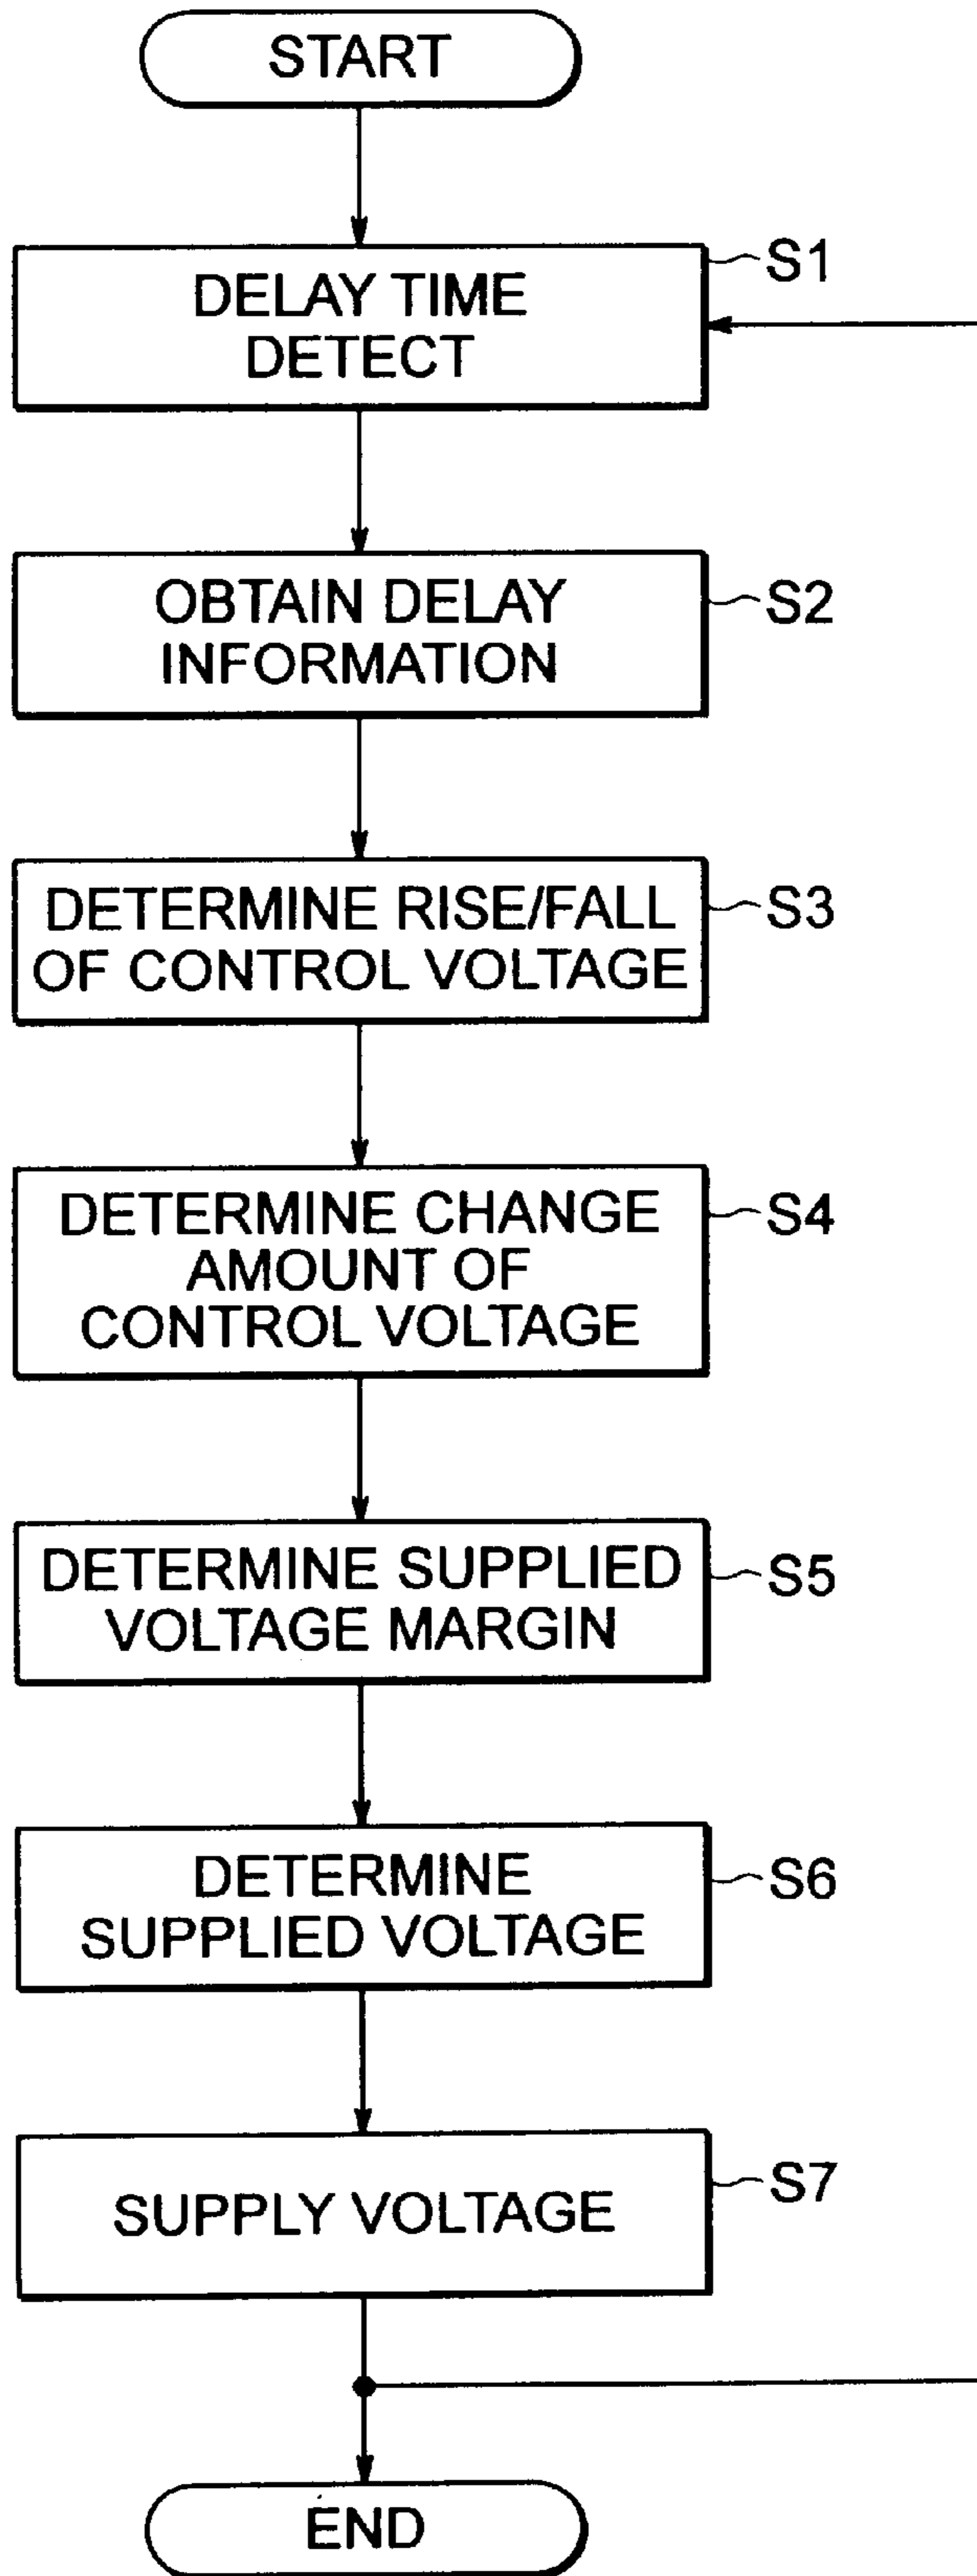 START
DELAY TIME
DETECT
S1
OBTAIN DELAY
INFORMATION
S2
DETERMINE RISE/FALL
OF CONTROL VOLTAGE
S3
DETERMINE CHANGE
AMOUNT OF
CONTROL VOLTAGE
S4
DETERMINE SUPPLIED
VOLTAGE MARGIN
S5
DETERMINE
SUPPLIED VOLTAGE
S6
SUPPLY VOLTAGE
S7
END